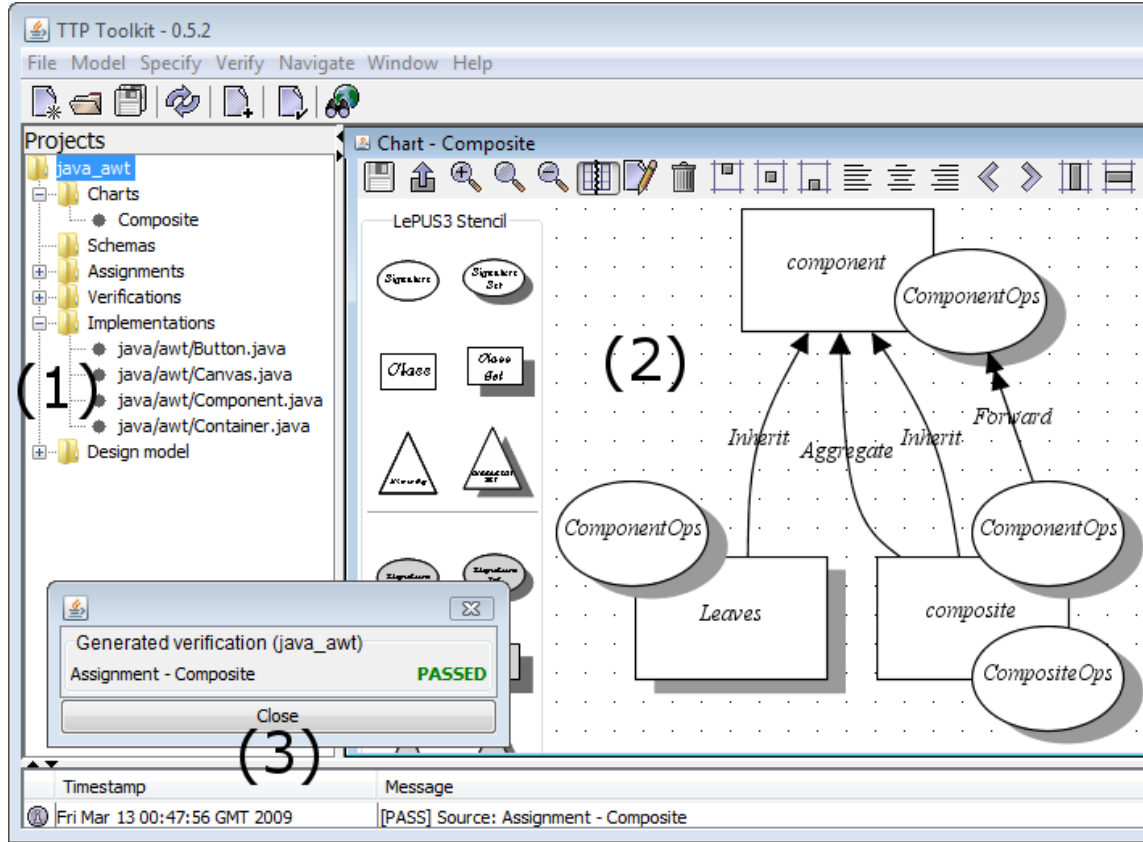 TTP Toolkit - 0.5.2
File Model Specify Verify Navigate Window Help
Projects
java_awt
Charts
Composite
Schemas
Assignments
Verifications
Implementations
java/awt/Button.java
java/awt/Canvas.java
java/awt/Component.java
java/awt/Container.java
Design model
(1)
Chart - Composite
LePUS3 Stencil
Signature
Signature Set
Class
Class Set
Hierarchy
Signature
component
ComponentOps
(2)
Inherit
Aggregate
Inherit
Forward
ComponentOps
Leaves
ComponentOps
composite
CompositeOps
Generated verification (java_awt)
Assignment - Composite PASSED
Close
(3)
Timestamp Message
Fri Mar 13 00:47:56 GMT 2009 [PASS] Source: Assignment - Composite